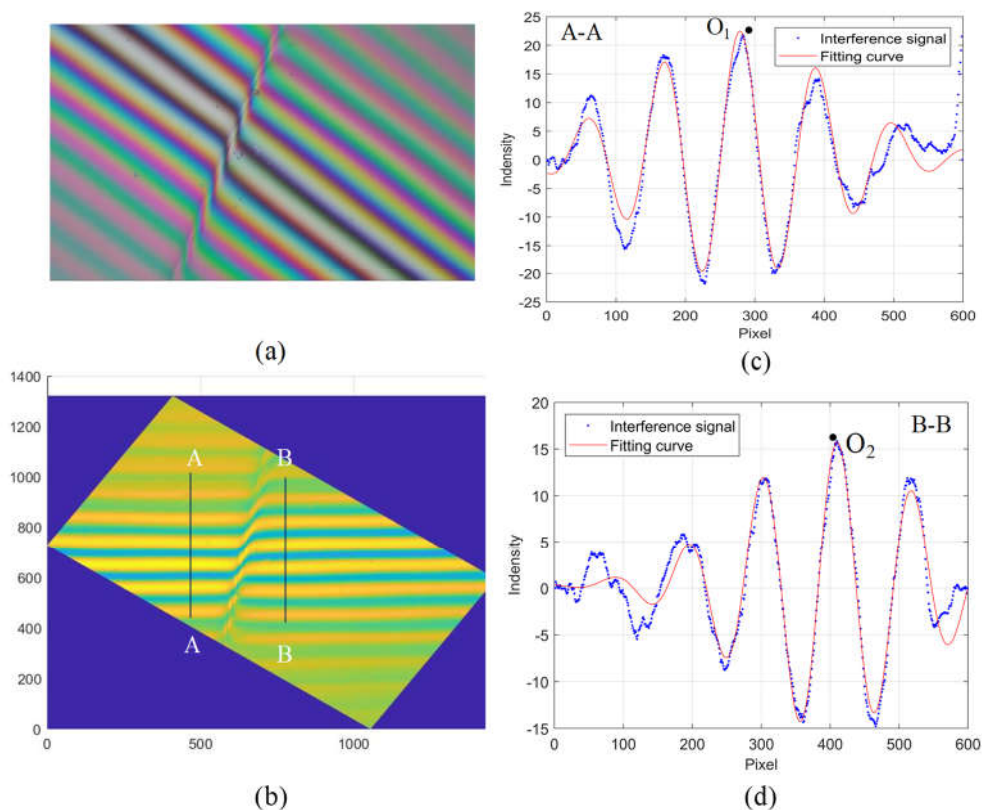 (a)
1400
1200
1000
800
600
400
200
0
0
500
1000
A
B
A
B
(b)
A-A
O1
Interference signal
Fitting curve
25
20
15
10
5
0
-5
-10
-15
-20
-25
Indensity
0
100
200
300
400
500
600
Pixel
(c)
B-B
O2
Interference signal
Fitting curve
20
15
10
5
0
-5
-10
-15
Indensity
0
100
200
300
400
500
600
Pixel
(d)